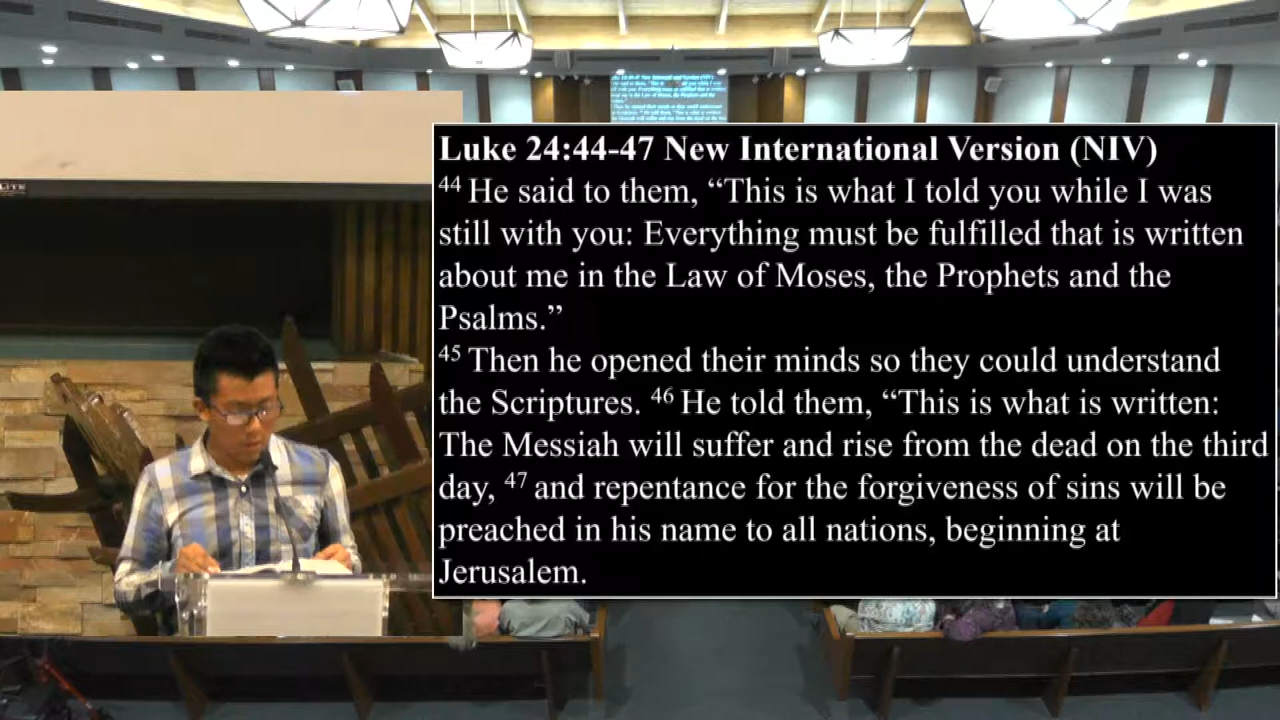 Luke 24:44-47 New International Version (NIV)
44 He said to them, “This is what I told you while I was
still with you: Everything must be fulfilled that is written
about me in the Law of Moses, the Prophets and the
Psalms.”
45 Then he opened their minds so they could understand
the Scriptures. 46 He told them, “This is what is written:
The Messiah will suffer and rise from the dead on the third
day, 47 and repentance for the forgiveness of sins will be
preached in his name to all nations, beginning at
Jerusalem.